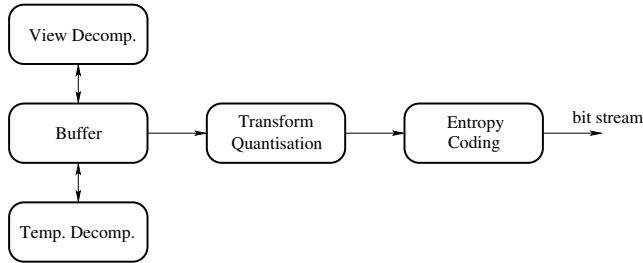 View Decomp.
Buffer
Temp. Decomp.
Transform
Quantisation
Entropy
Coding
bit stream